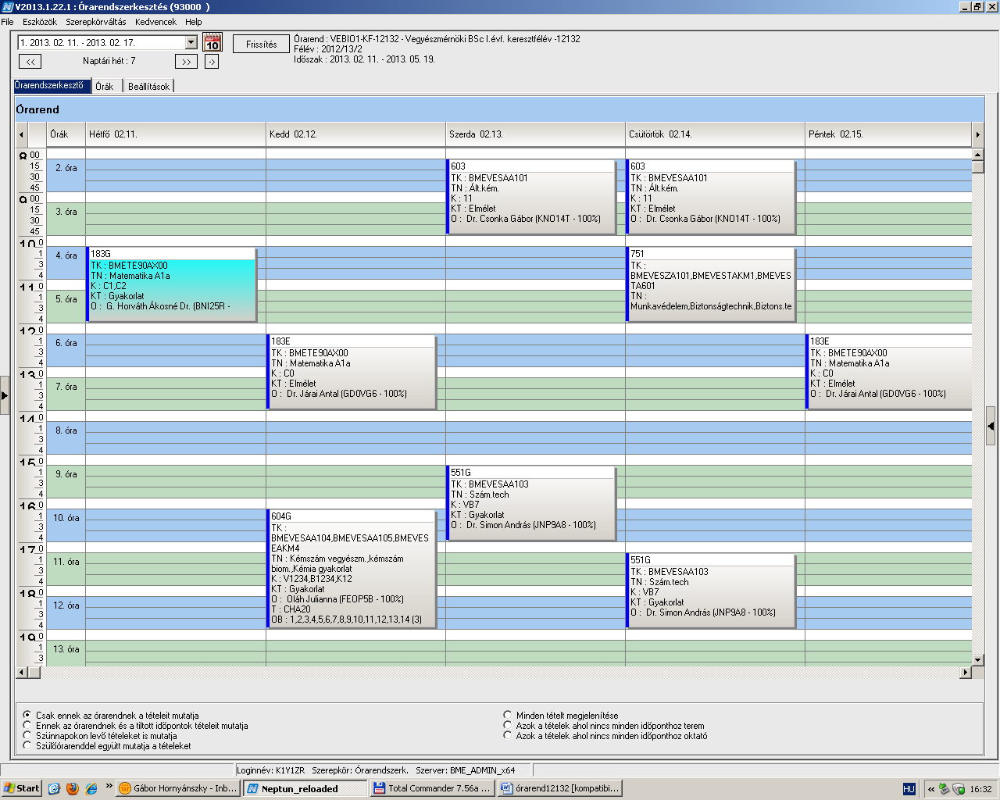 V2013.1.22.1 : Órarendszerkesztés (93000 )
File Eszközök Szerepkörváltás Kedvencek Help
1. 2013. 02. 11. - 2013. 02. 17.
10
Frissítés
Órarend : VEBIO1-KF-12132 - Vegyészmérnöki BSc I.évf. keresztfélév -12132
Félév : 2012/13/2
Időszak : 2013. 02. 11. - 2013. 05. 19.
<< Naptári hét : 7 >> ->
Órarendszerkesztő Órák Beállítások
Órarend
Órák Hétfő 02.11. Kedd 02.12. Szerda 02.13. Csütörtök 02.14. Péntek 02.15.
8 00
15
30
45
2. óra
603
TK : BMEVESAA101
TN : Ált.kém.
K : 11
KT : Elmélet
O : Dr. Csonka Gábor (KNO14T - 100%)
603
TK : BMEVESAA101
TN : Ált.kém.
K : 11
KT : Elmélet
O : Dr. Csonka Gábor (KNO14T - 100%)
9 00
15
30
45
3. óra
10 0
1
3
4
4. óra
183G
TK : BMETE90AX00
TN : Matematika A1a
K : C1,C2
KT : Gyakorlat
O : G. Horváth Ákosné Dr. (BNI25R -
751
TK :
BMEVESZA101,BMEVESTAKM1,BMEVES
TA601
TN :
Munkavédelem,Biztonságtechnik,Biztons.te
11 0
1
3
4
5. óra
12 0
1
3
4
6. óra
183E
TK : BMETE90AX00
TN : Matematika A1a
K : C0
KT : Elmélet
O : Dr. Járai Antal (GD0VG6 - 100%)
183E
TK : BMETE90AX00
TN : Matematika A1a
K : C0
KT : Elmélet
O : Dr. Járai Antal (GD0VG6 - 100%)
13 0
1
3
4
7. óra
14 0
1
3
4
8. óra
15 0
1
3
4
9. óra
551G
TK : BMEVESAA103
TN : Szám.tech
K : VB7
KT : Gyakorlat
O : Dr. Simon András (JNP9A8 - 100%)
16 0
1
3
4
10. óra
604G
TK :
BMEVESAA104,BMEVESAA105,BMEVES
EAKM4
TN : Kémszám vegyészm.,kémszám
biom.,Kémia gyakorlat
K : V1234,B1234,K12
KT : Gyakorlat
O : Oláh Julianna (FEOP5B - 100%)
T : CHA20
OB : 1,2,3,4,5,6,7,8,9,10,11,12,13,14 (3)
17 0
1
3
4
11. óra
551G
TK : BMEVESAA103
TN : Szám.tech
K : VB7
KT : Gyakorlat
O : Dr. Simon András (JNP9A8 - 100%)
18 0
1
3
4
12. óra
19 0
1
3
13. óra
Csak ennek az órarendnek a tételeit mutatja
Ennek az órarendnek és a tiltott időpontok tételeit mutatja
Szünnapokon levő tételeket is mutatja
Szülőórarenddel együtt mutatja a tételeket
Minden tételt megjelenítése
Azok a tételek ahol nincs minden időponthoz terem
Azok a tételek ahol nincs minden időponthoz oktató
Loginnév: K1Y1ZR Szerepkör: Órarendszerk. Szerver: BME_ADMIN_x64
Start » Gábor Hornyánszky - Inb... Neptun_reloaded Total Commander 7.56a ... órarend12132 [kompatibi... HU « 16:32